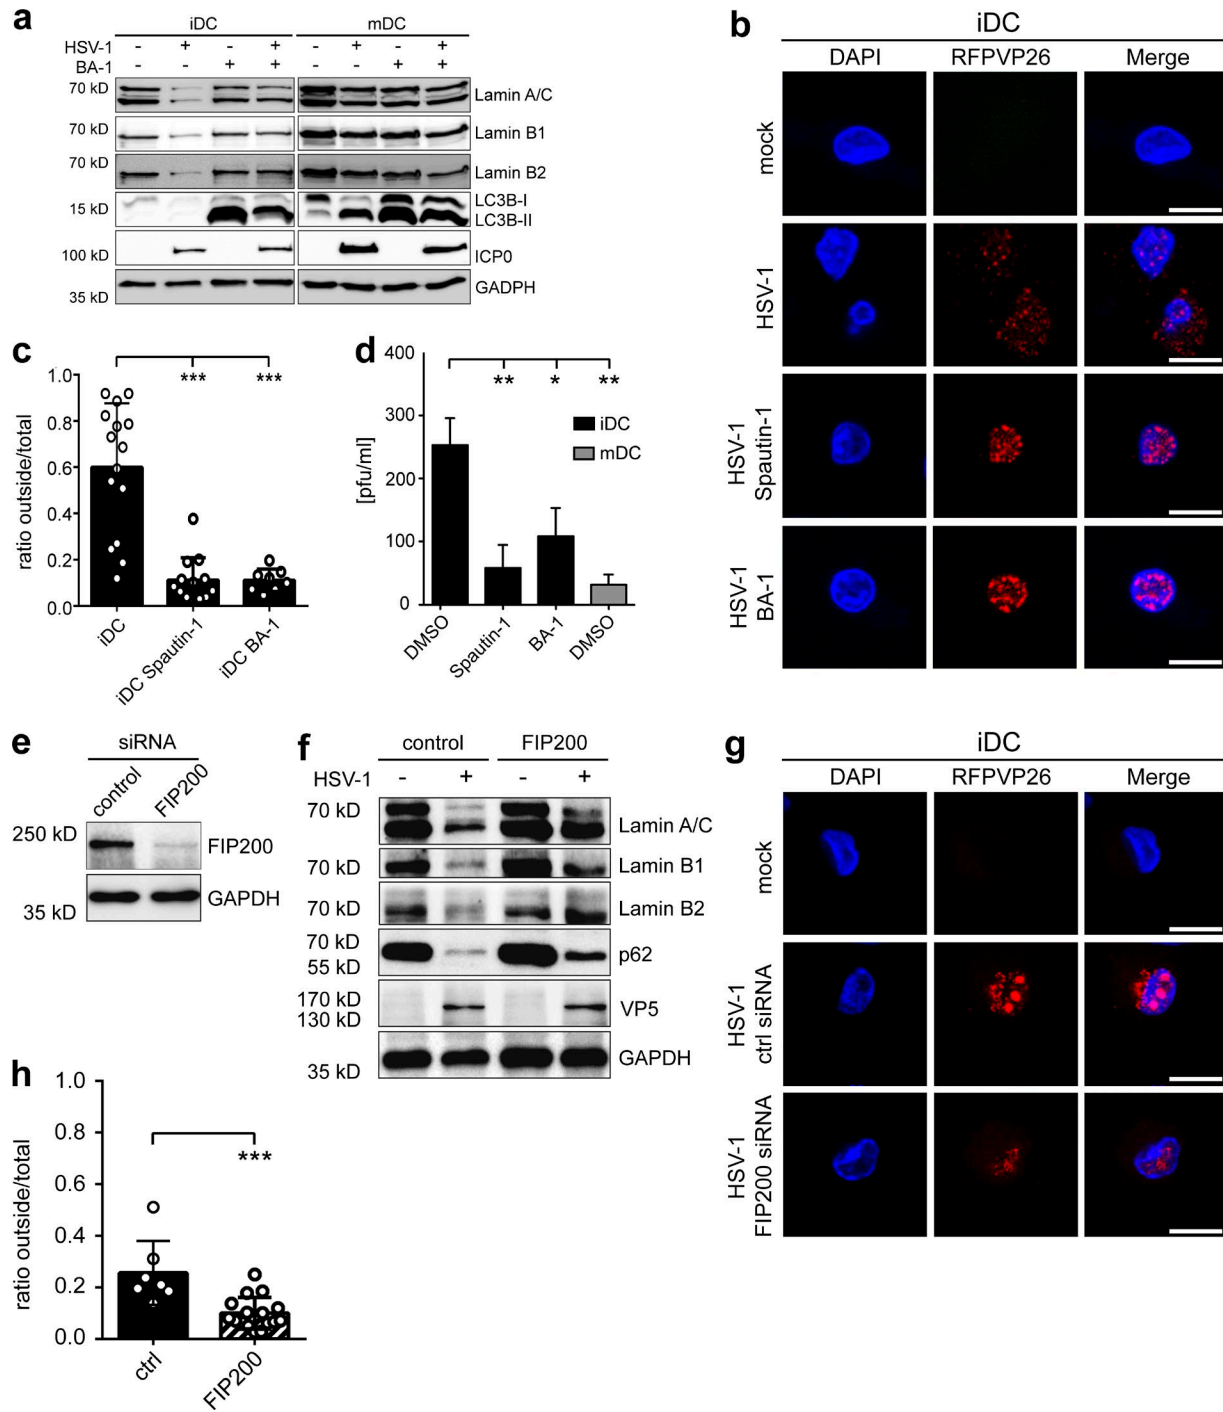 a
iDC
mDC
HSV-1 - + - + - + - +
BA-1 - - + + - - + +
70 kD
Lamin A/C
70 kD
Lamin B1
70 kD
Lamin B2
LC3B-I
15 kD
LC3B-II
100 kD
ICP0
GADPH
35 kD
b
iDC
DAPI RFPVP26 Merge
mock
HSV-1
HSV-1
Spautin-1
HSV-1
BA-1
c
*** ***
ratio outside/total
1.0
0.8
0.6
0.4
0.2
0.0
iDC
iDC Spautin-1
iDC BA-1
d
** * **
[pfu/ml]
400
300
200
100
0
iDC
mDC
DMSO
Spautin-1
BA-1
DMSO
e
siRNA
control
FIP200
250 kD
FIP200
GAPDH
35 kD
f
control FIP200
HSV-1 - + - +
70 kD
Lamin A/C
70 kD
Lamin B1
70 kD
Lamin B2
70 kD
55 kD
p62
170 kD
130 kD
VP5
GAPDH
35 kD
g
iDC
DAPI RFPVP26 Merge
mock
HSV-1
ctrl siRNA
HSV-1
FIP200 siRNA
h
***
ratio outside/total
1.0
0.8
0.6
0.4
0.2
0.0
ctrl
FIP200